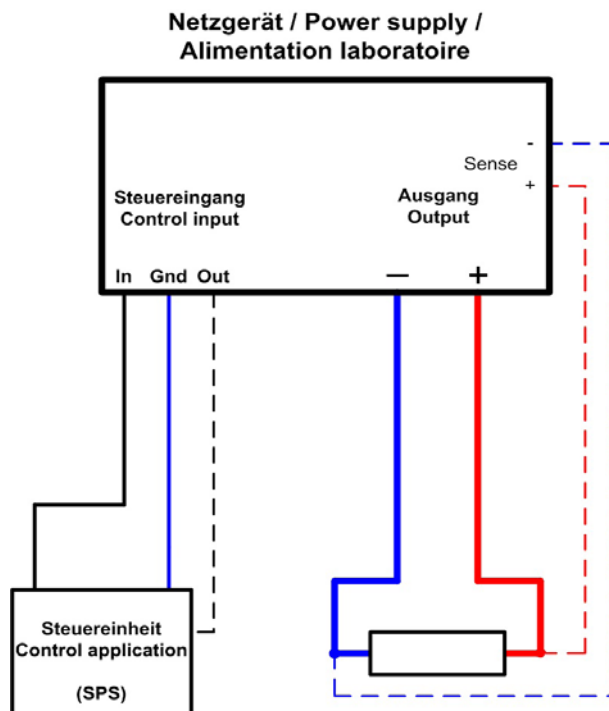 Netzgerät / Power supply /
Alimentation laboratoire
-
Sense
+
Steuereingang
Control input
Ausgang
Output
In Gnd Out
— +
Steuereinheit
Control application
(SPS)